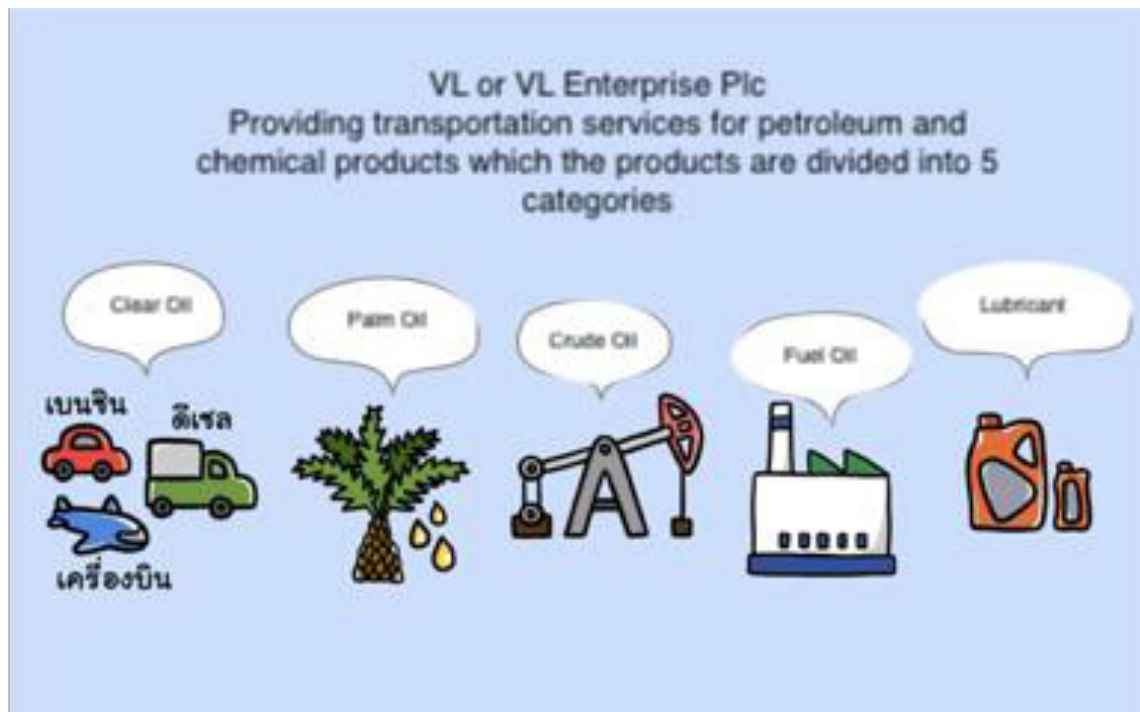 VL or VL Enterprise Plc
Providing transportation services for petroleum and
chemical products which the products are divided into 5
categories
Clear Oil
Palm Oil
Crude Oil
Fuel Oil
Lubricant
เบนซิน
ดีเซล
เครื่องบิน